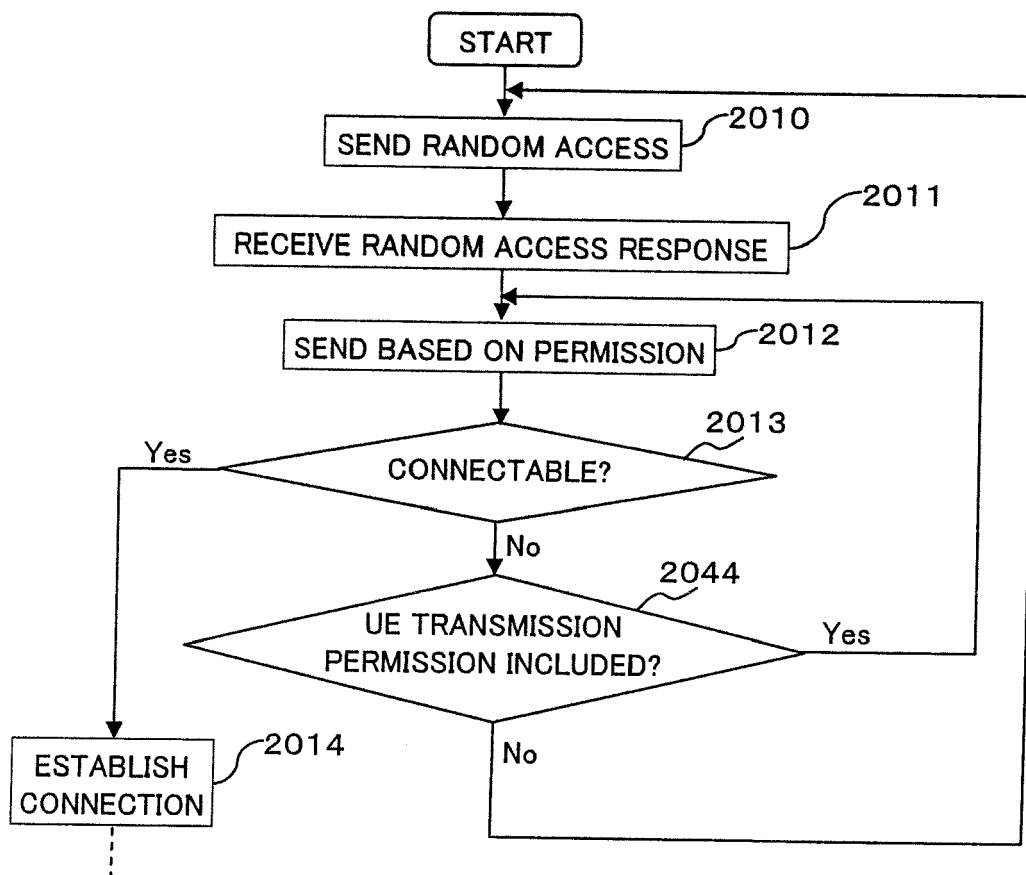 START
2010
SEND RANDOM ACCESS
2011
RECEIVE RANDOM ACCESS RESPONSE
2012
SEND BASED ON PERMISSION
2013
Yes
CONNECTABLE?
No
2044
UE TRANSMISSION
PERMISSION INCLUDED?
Yes
2014
No
ESTABLISH
CONNECTION